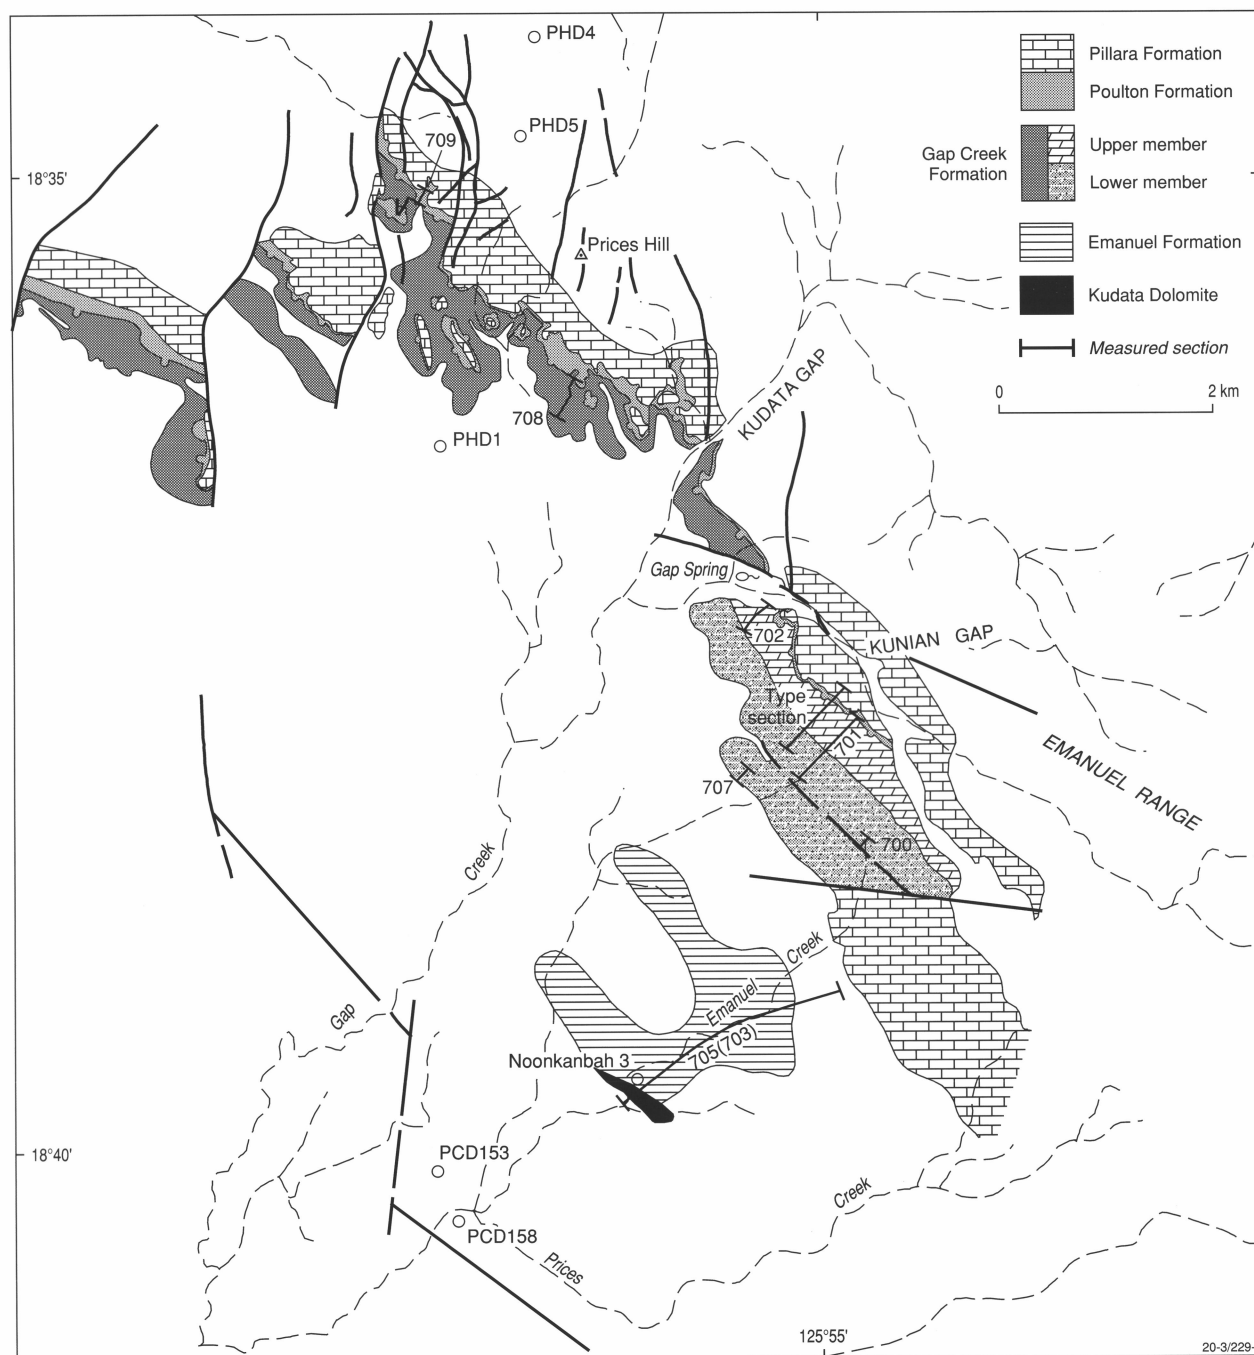 PHD4
Pillara Formation
Poulton Formation
PHD5
709
Gap Creek
Formation
Upper member
Lower member
18°35'
Prices Hill
Emanuel Formation
Kudata Dolomite
Measured section
0
2 km
KUDATA GAP
708
PHD1
Gap Spring
702
KUNIAN GAP
Type
section
701
EMANUEL RANGE
707
700
Creek
Creek
Emanuel
Gap
705(703)
Noonkanbah 3
18°40'
PCD153
Creek
PCD158
Prices
125°55'
20-3/229-